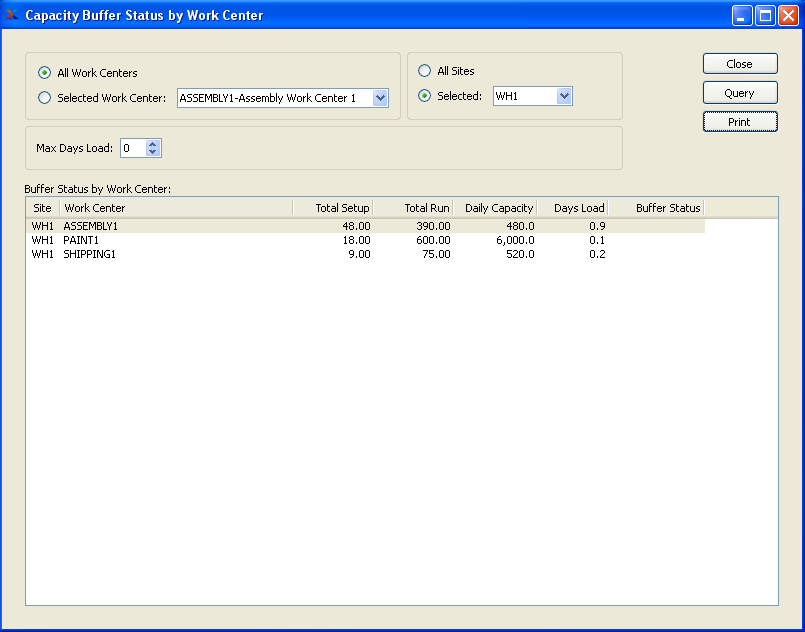 Capacity Buffer Status by Work Center
All Work Centers
Selected Work Center: ASSEMBLY1-Assembly Work Center 1
All Sites
Selected: WH1
Close
Query
Print
Max Days Load: 0
Buffer Status by Work Center:
Site Work Center Total Setup Total Run Daily Capacity Days Load Buffer Status
WH1 ASSEMBLY1 48.00 390.00 480.0 0.9
WH1 PAINT1 18.00 600.00 6,000.0 0.1
WH1 SHIPPING1 9.00 75.00 520.0 0.2